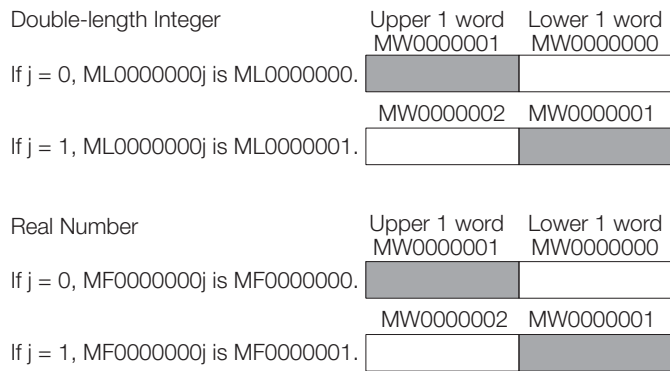 Double-length Integer
Upper 1 word Lower 1 word
MW0000001 MW0000000
If j = 0, ML0000000j is ML0000000.
MW0000002 MW0000001
If j = 1, ML0000000j is ML0000001.
Real Number
Upper 1 word Lower 1 word
MW0000001 MW0000000
If j = 0, MF0000000j is MF0000000.
MW0000002 MW0000001
If j = 1, MF0000000j is MF0000001.